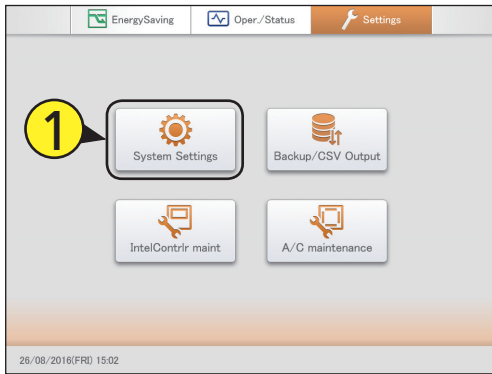 EnergySaving
Oper./Status
Settings
1
System Settings
Backup/CSV Output
IntelContrlr maint
A/C maintenance
26/08/2016(FRI) 15:02